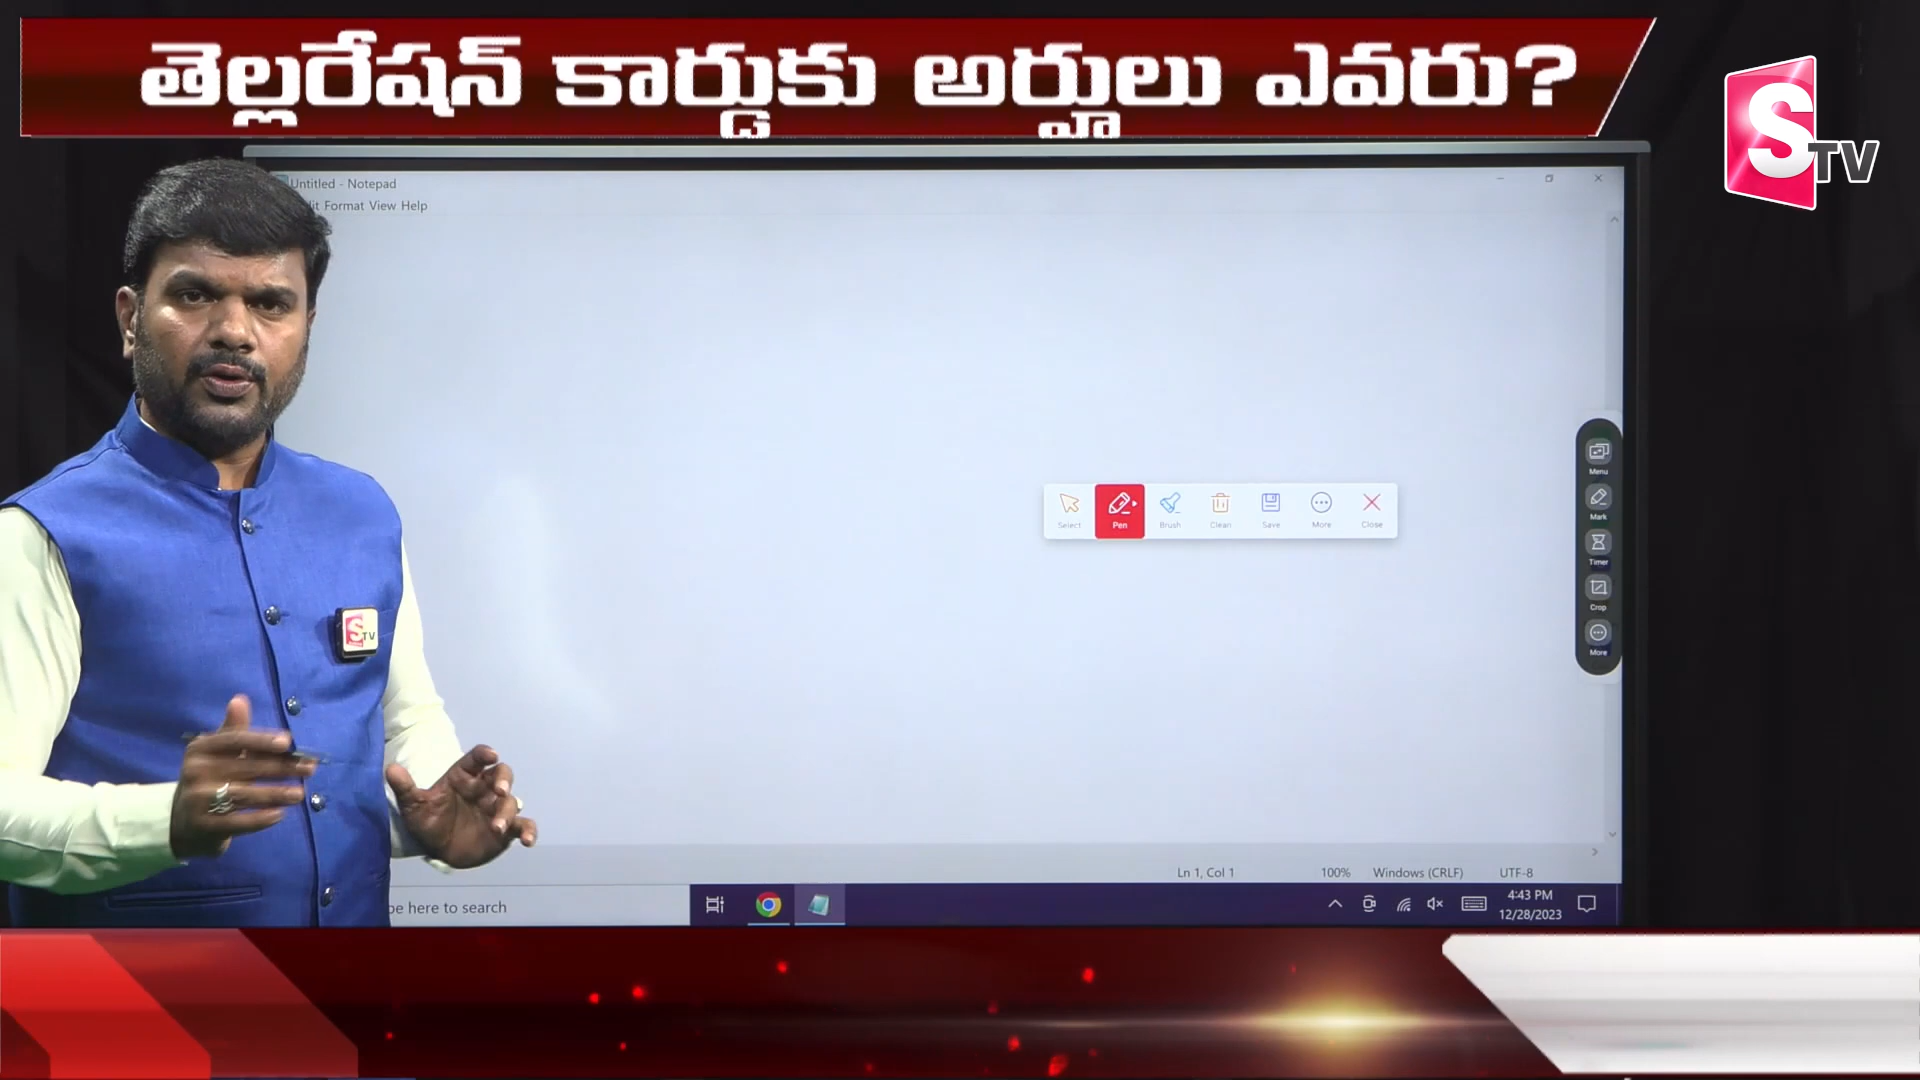 తెల్లరేషన్ కార్డుకు అర్హులు ఎవరు?
STV
Untitled - Notepad
Format View Help
Menu
Mark
Timer
Crop
More
Select
Pen
Brush
Clean
Save
More
Close
STV
Ln 1, Col 1
100%
Windows (CRLF)
UTF-8
here to search
4:43 PM
12/28/2023